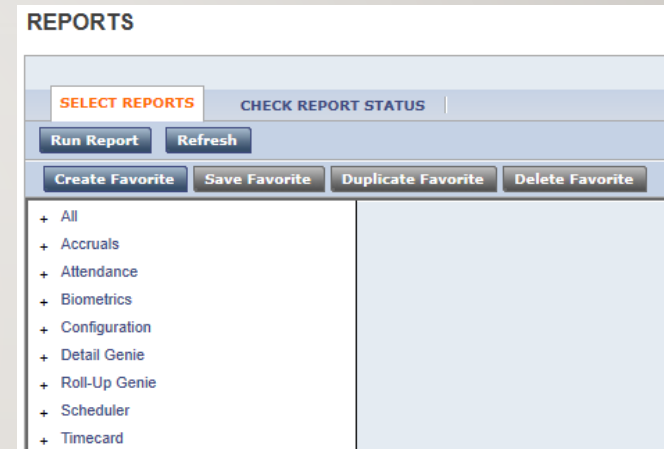 REPORTS
SELECT REPORTS CHECK REPORT STATUS
Run Report Refresh
Create Favorite Save Favorite Duplicate Favorite Delete Favorite
+ All
+ Accruals
+ Attendance
+ Biometrics
+ Configuration
+ Detail Genie
+ Roll-Up Genie
+ Scheduler
+ Timecard